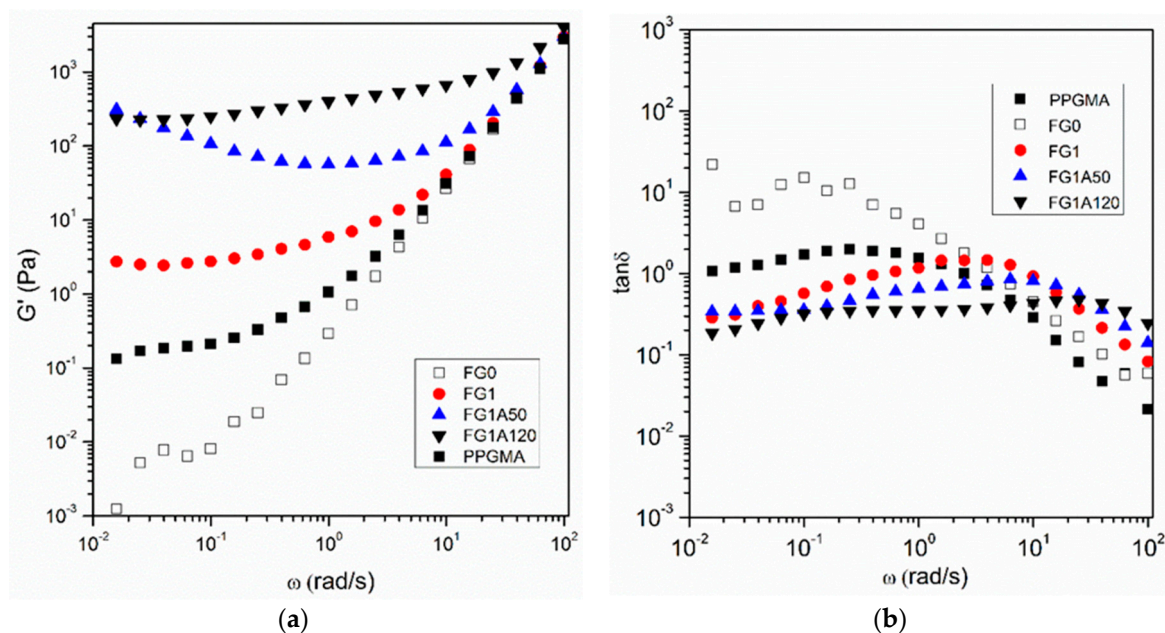 10³
10²
10¹
10⁰
10⁻¹
10⁻²
10⁻³
G' (Pa)
FG0
FG1
FG1A50
FG1A120
PPGMA
10⁻² 10⁻¹ 10⁰ 10¹ 10²
ω (rad/s)
(a)
10³
10²
10¹
10⁰
10⁻¹
10⁻²
10⁻³
tanδ
PPGMA
FG0
FG1
FG1A50
FG1A120
10⁻² 10⁻¹ 10⁰ 10¹ 10²
ω (rad/s)
(b)